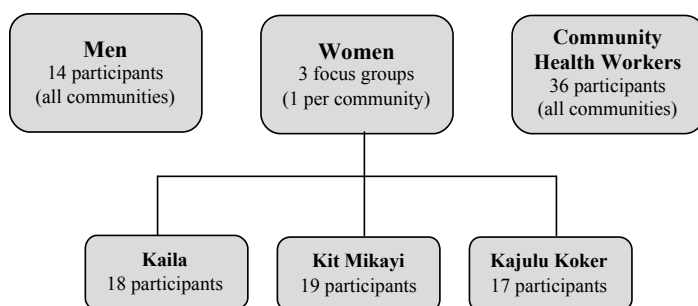 Men
14 participants
(all communities)
Women
3 focus groups
(1 per community)
Community
Health Workers
36 participants
(all communities)
Kaila
18 participants
Kit Mikayi
19 participants
Kajulu Koker
17 participants